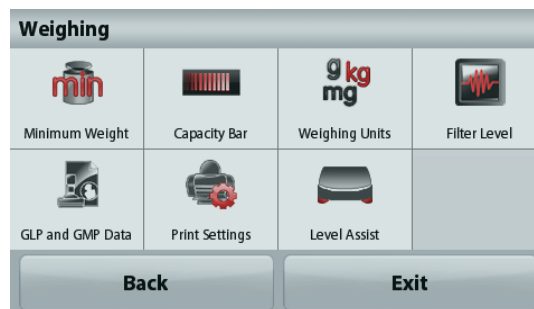 Weighing
min
g kg
mg
Minimum Weight
Capacity Bar
Weighing Units
Filter Level
GLP and GMP Data
Print Settings
Level Assist
Back
Exit